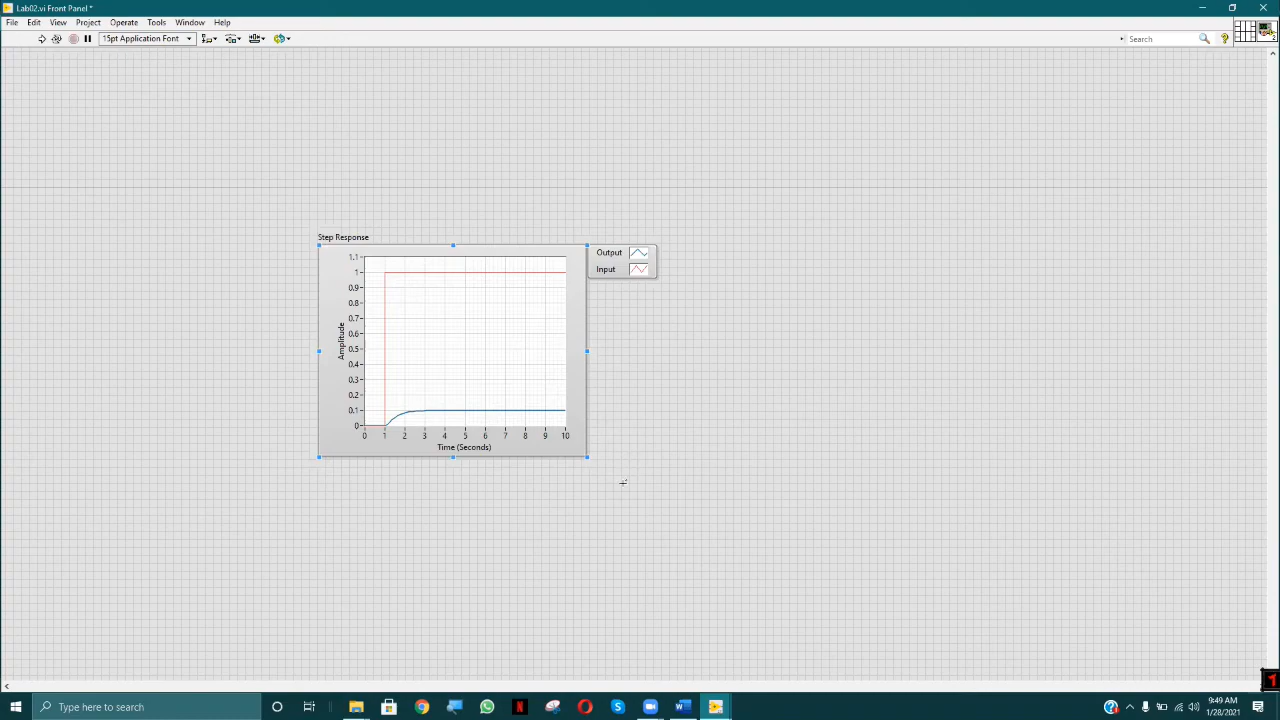 Lab02.vi Front Panel *
File Edit View Project Operate Tools Window Help
15pt Application Font
Search
Step Response
Output
Input
1.1
1
0.9
0.8
0.7
0.6
0.5
0.4
0.3
0.2
0.1
0
Amplitude
0 1 2 3 4 5 6 7 8 9 10
Time (Seconds)
1
Type here to search
9:49 AM
1/28/2021